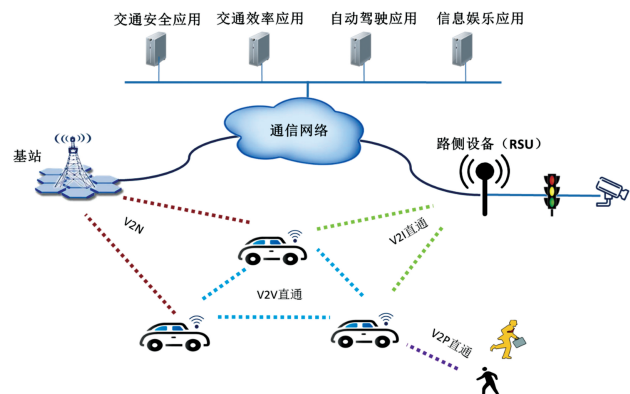 交通安全应用
交通效率应用
自动驾驶应用
信息娱乐应用
通信网络
基站
路侧设备（RSU）
V2N
V2I直通
V2V直通
V2P直通